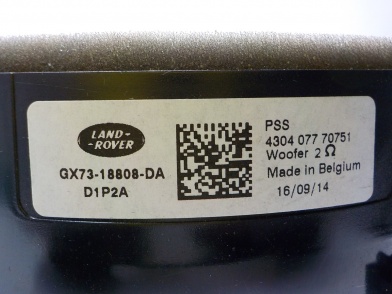 LAND-
ROVER
GX73-18808-DA
D1P2A
PSS
4304 077 70751
Woofer 2 Ω
Made in Belgium
16/09/14